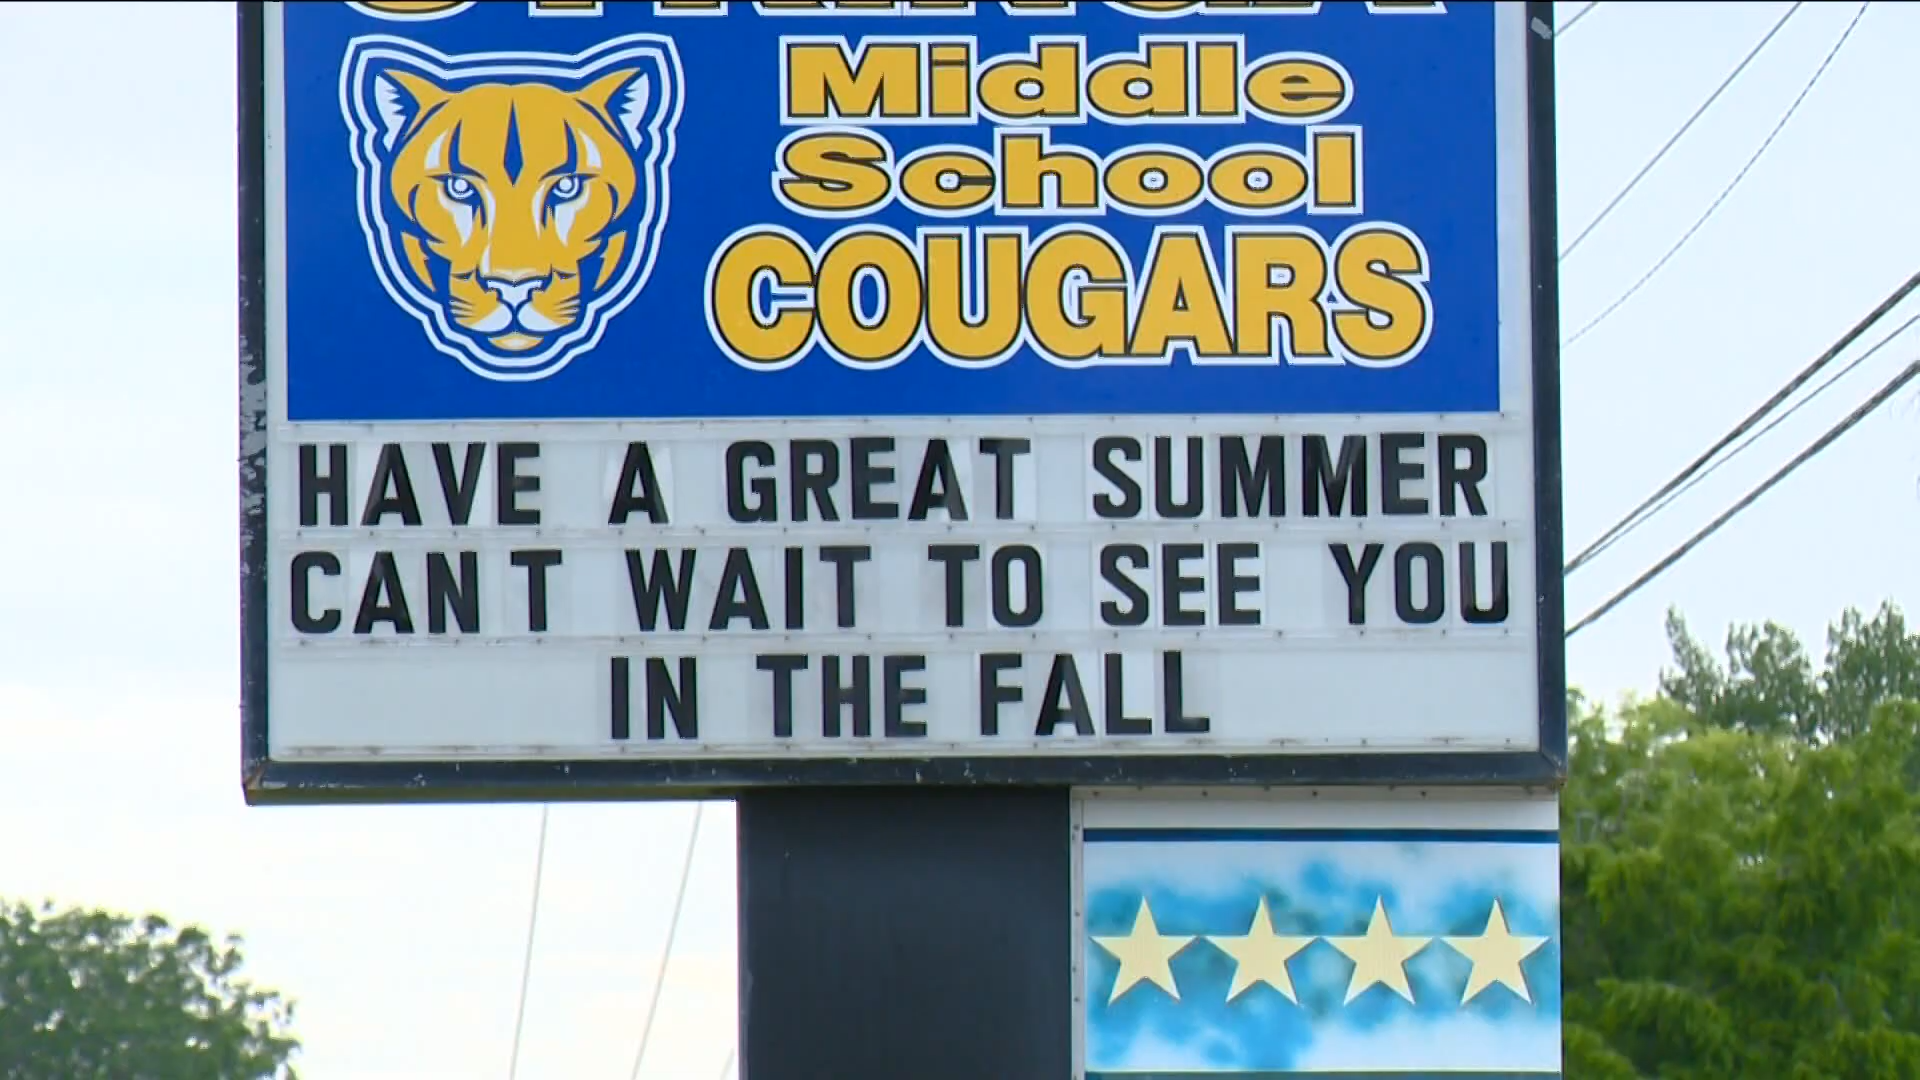 Middle
School
COUGARS
HAVE A GREAT SUMMER
CANT WAIT TO SEE YOU
IN THE FALL